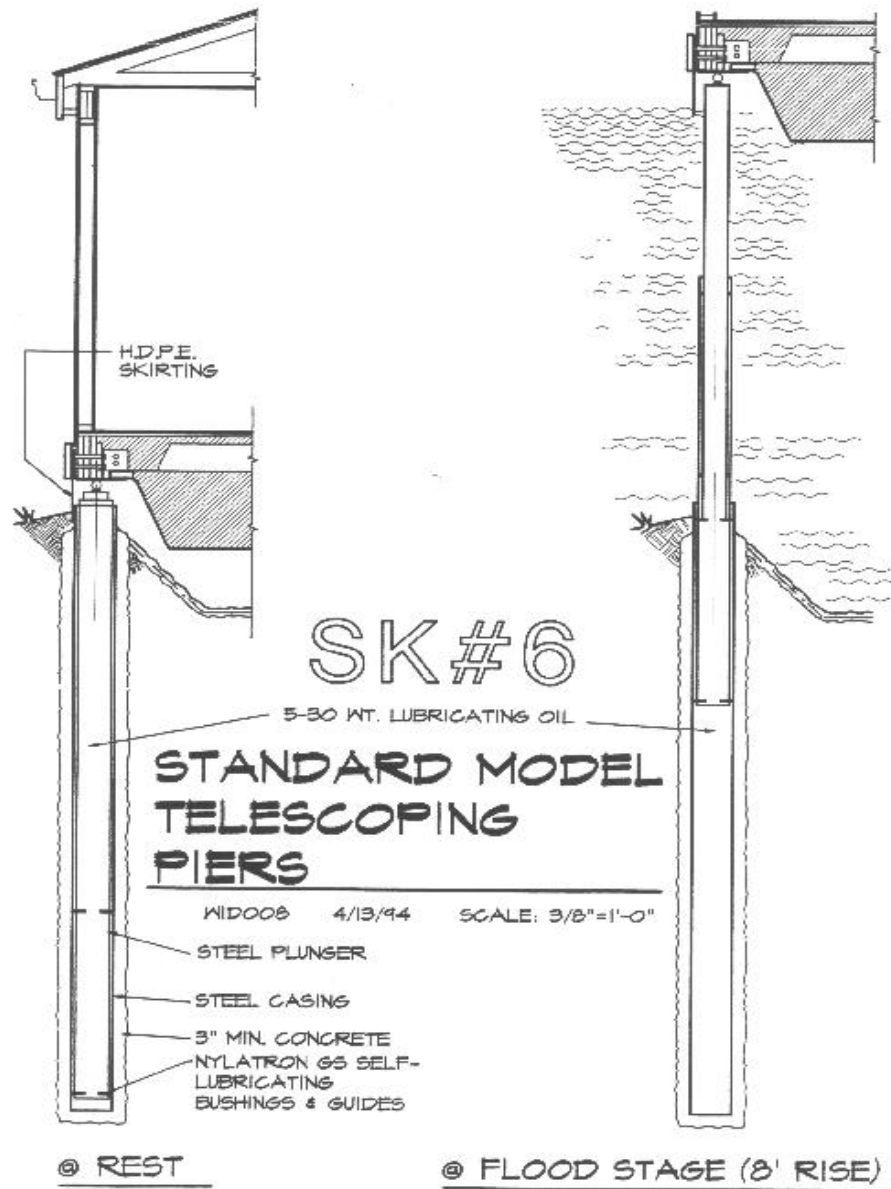 H.D.P.E.
SKIRTING
SK#6
5-30 WT. LUBRICATING OIL
STANDARD MODEL
TELESCOPING
PIERS
WID008 4/13/94 SCALE: 3/8"=1'-0"
STEEL PLUNGER
STEEL CASING
3" MIN. CONCRETE
NYLATRON GS SELF-
LUBRICATING
BUSHINGS & GUIDES
@ REST
@ FLOOD STAGE (8' RISE)